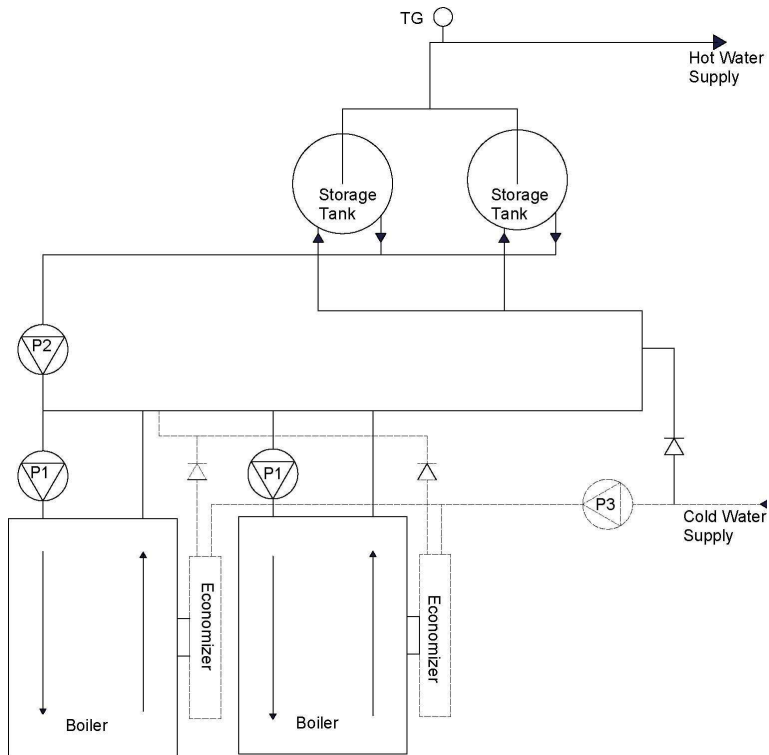 TG
Hot Water
Supply
Storage
Tank
Storage
Tank
P2
P1
P1
P3
Cold Water
Supply
Economizer
Economizer
Boiler
Boiler